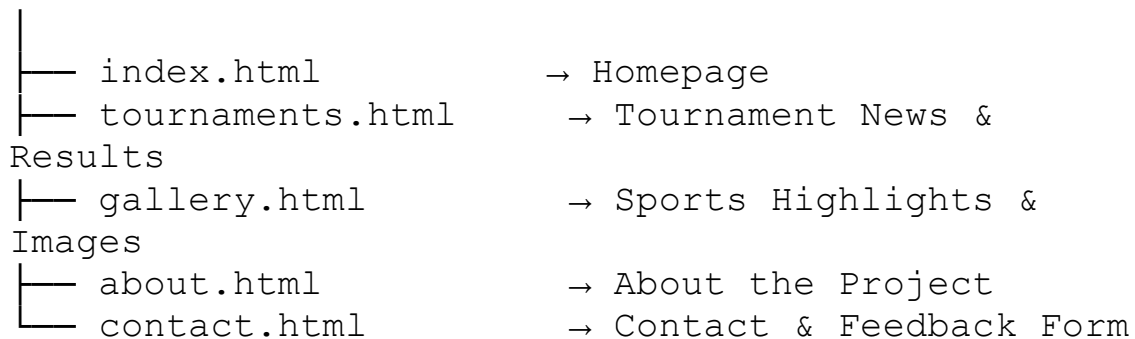 │
├── index.html → Homepage
├── tournaments.html → Tournament News &
Results
├── gallery.html → Sports Highlights &
Images
├── about.html → About the Project
└── contact.html → Contact & Feedback Form